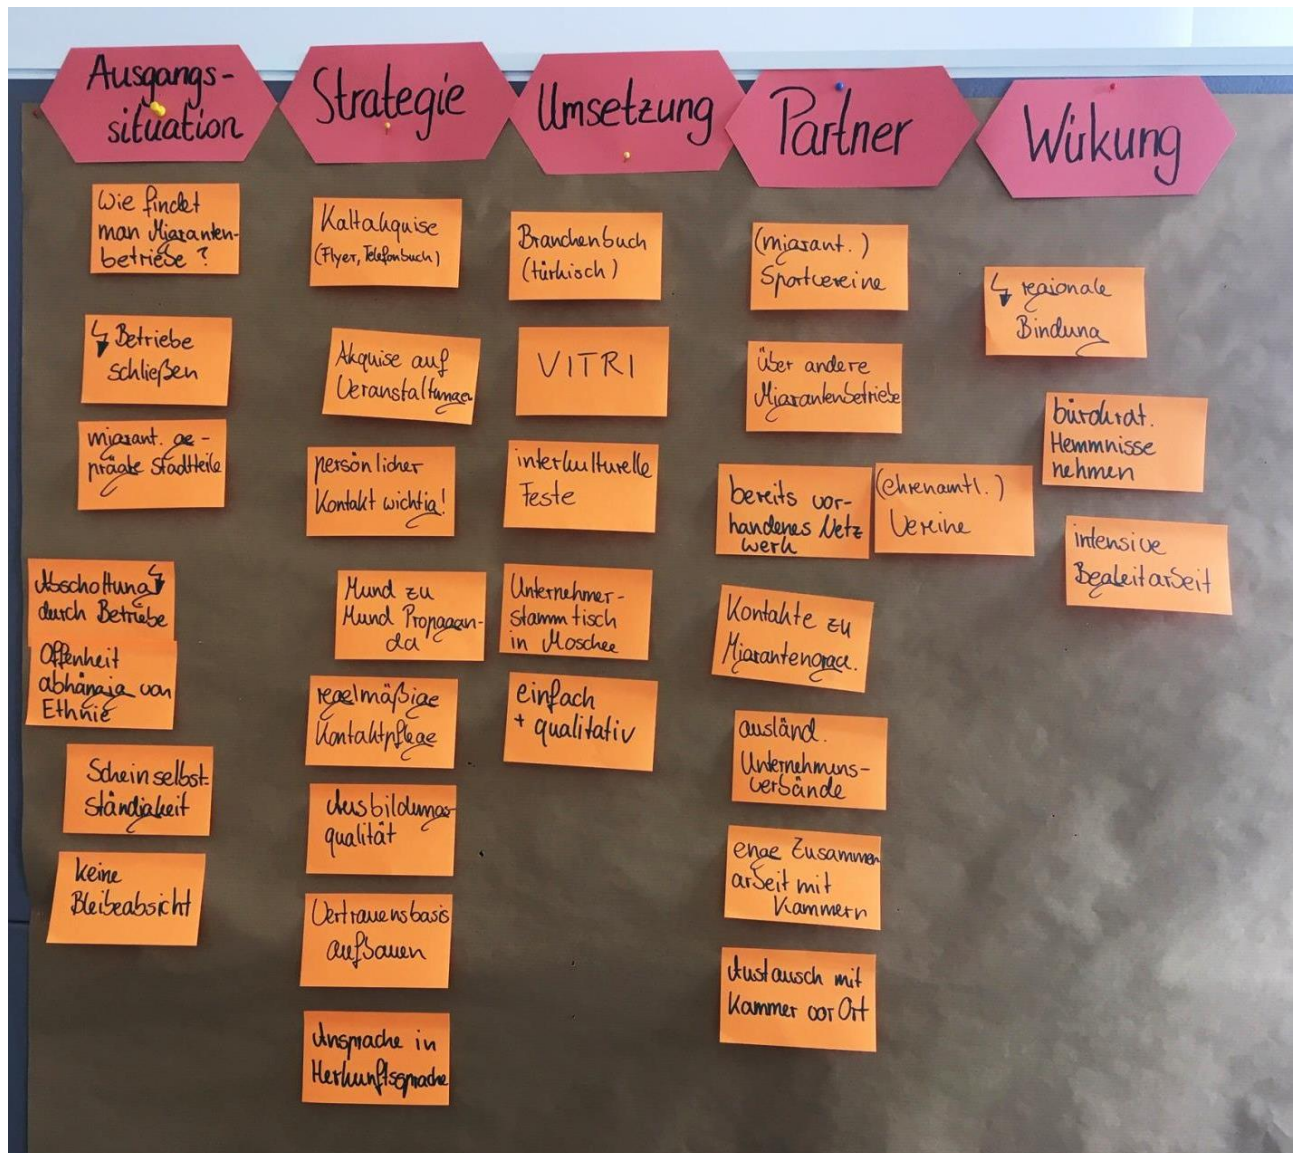 Ausgangs-
situation
Wie findet
man Migranten-
betriebe ?
Betriebe
schließen
migrant. ge-
prägte Stadtteile
Abschottung
durch Betriebe
Offenheit
abhängig von
Ethnie
Scheinselbst-
ständigkeit
keine
Bleibeabsicht
Strategie
Kaltakquise
(Flyer, Telefonbuch)
Akquise auf
Veranstaltungen
persönlicher
Kontakt wichtig!
Mund zu
Mund Propagan-
da
regelmäßige
Kontaktpflege
Ausbildungs-
qualität
Vertrauensbasis
aufbauen
Ansprache in
Herkunftssprache
Umsetzung
Branchenbuch
(türkisch)
VITRI
interkulturelle
Feste
Unternehmer-
stammtisch
in Moschee
einfach
+ qualitativ
Partner
(migrant.)
Sportvereine
über andere
Migrantenbetriebe
bereits vor-
handenes Netz
werk
(ehrenamtl.)
Vereine
Kontakte zu
Migrantenorga.
ausländ.
Unternehmens-
verbände
enge Zusammen
arbeit mit
Kammern
Austausch mit
Kammer vor Ort
Wirkung
regionale
Bindung
bürokrat.
Hemmnisse
nehmen
intensive
Begleitarbeit